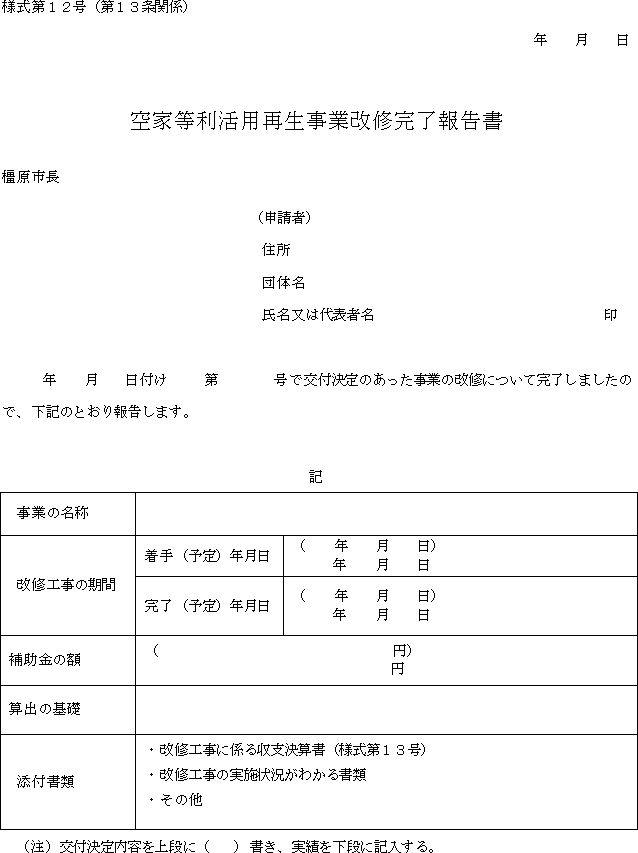 様式第１２号（第１３条関係）
年　　月　　日
空家等利活用再生事業改修完了報告書
橿原市長
（申請者）
住所
団体名
氏名又は代表者名　　　　　　　　　　　　　　　　印
年　　月　　日付け　　第　　　　号で交付決定のあった事業の改修について完了しましたの
で、下記のとおり報告します。
記
事業の名称
改修工事の期間
着手（予定）年月日
（　　年　　月　　日）
年　　月　　日
完了（予定）年月日
（　　年　　月　　日）
年　　月　　日
補助金の額
（　　　　　　　　　　　　　　　　円）
円
算出の基礎
添付書類
・改修工事に係る収支決算書（様式第１３号）
・改修工事の実施状況がわかる書類
・その他
（注）交付決定内容を上段に（　　）書き、実績を下段に記入する。